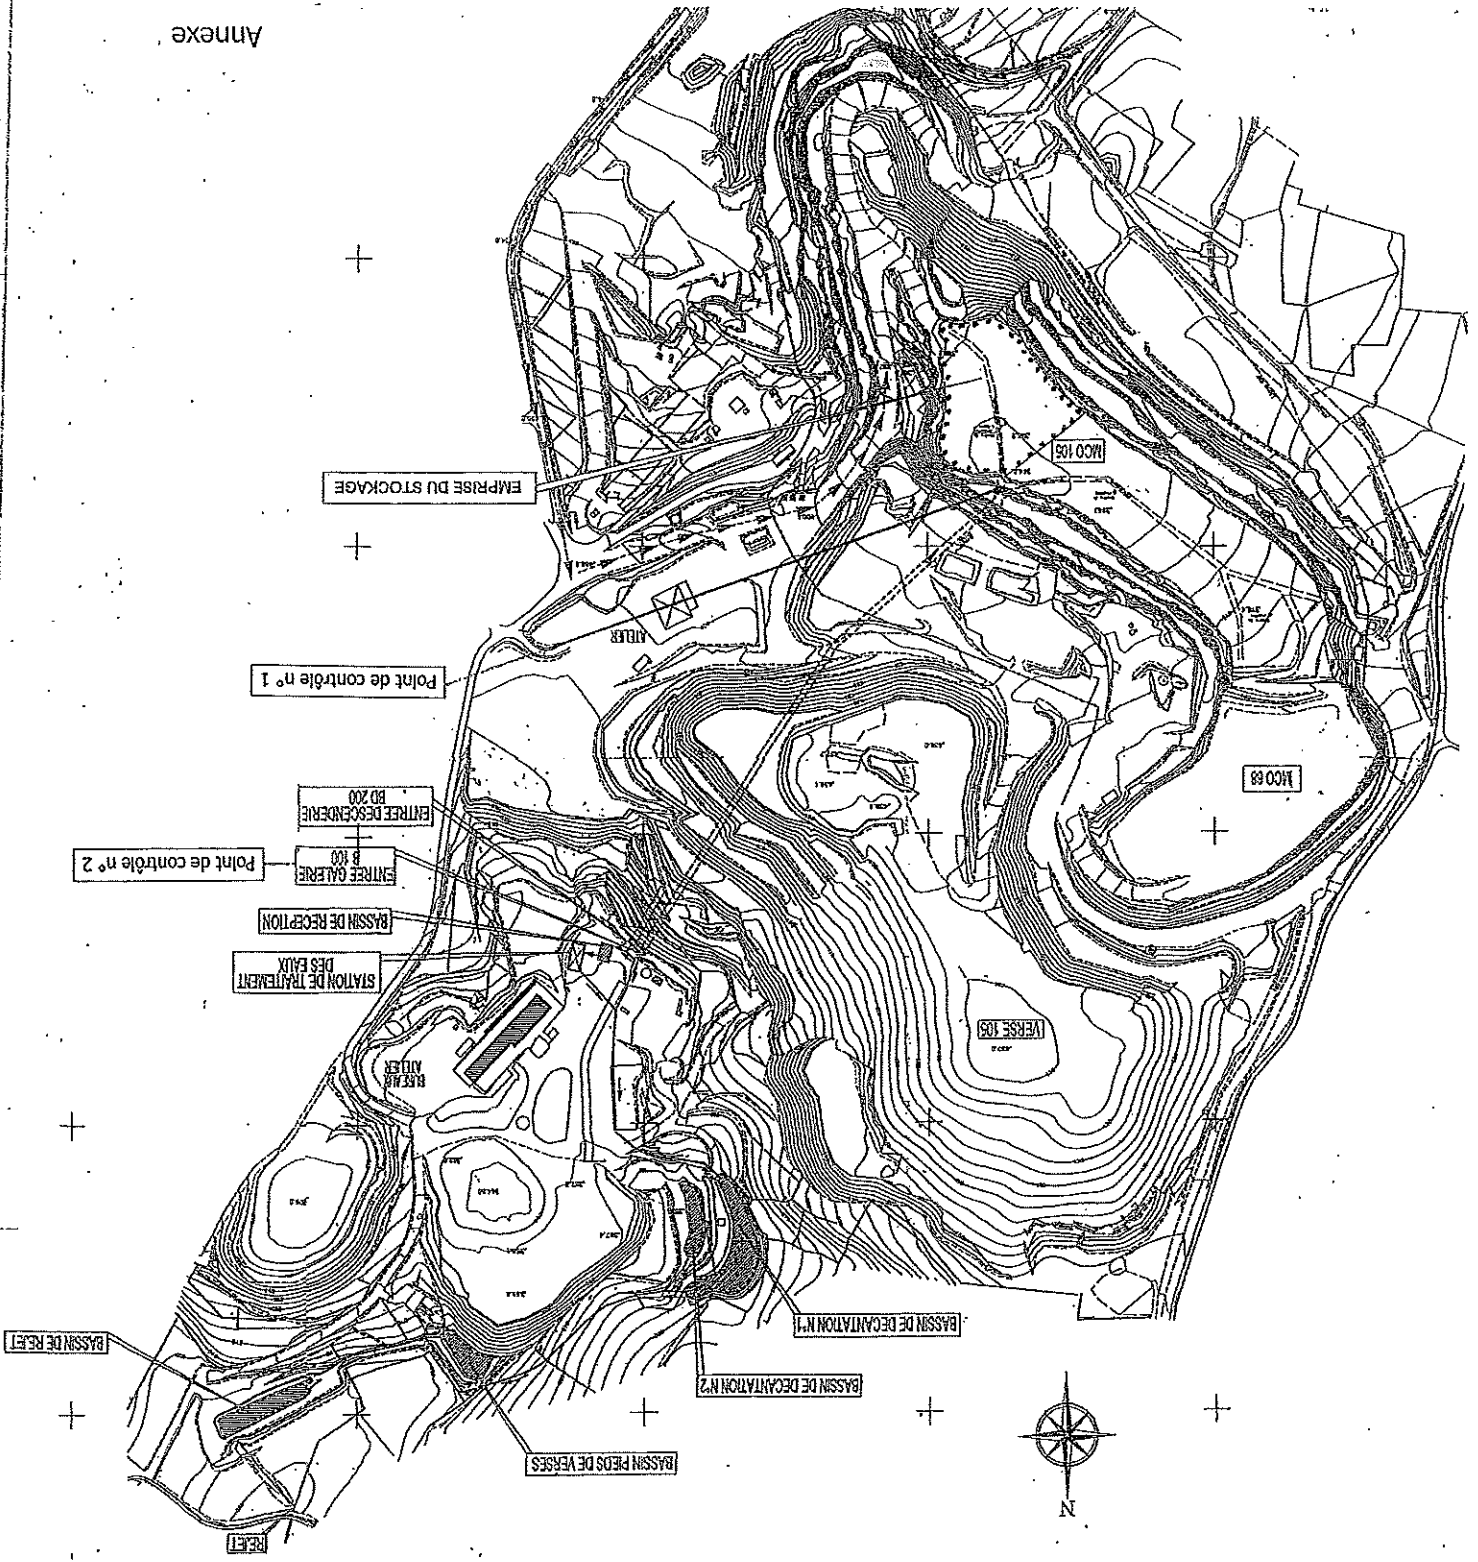 N
REJET
BASSIN PIEDS DE VERSES
BASSIN DE DECANTATION N°2
BASSIN DE REJET
BASSIN DE DECANTATION N°1
VERSE 105
BUREAUX
ATELIER
STATION DE TRAITEMENT
DES EAUX
BASSIN DE RECEPTION
Point de contrôle n° 2
ENTREE GALERIE
B 100
ENTREE DESCENDERIE
BD 200
MCO 68
Point de contrôle n° 1
ATELIER
EMPRISE DU STOCKAGE
MCO 105
Annexe